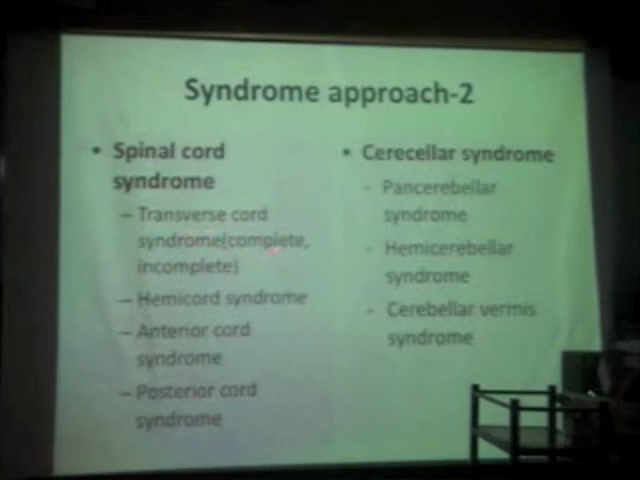 Syndrome approach-2
• Spinal cord
syndrome
– Transverse cord
syndrome(complete,
incomplete)
– Hemicord syndrome
– Anterior cord
syndrome
– Posterior cord
syndrome
• Cerecellar syndrome
- Pancerebellar
syndrome
- Hemicerebellar
syndrome
- Cerebellar vermis
syndrome